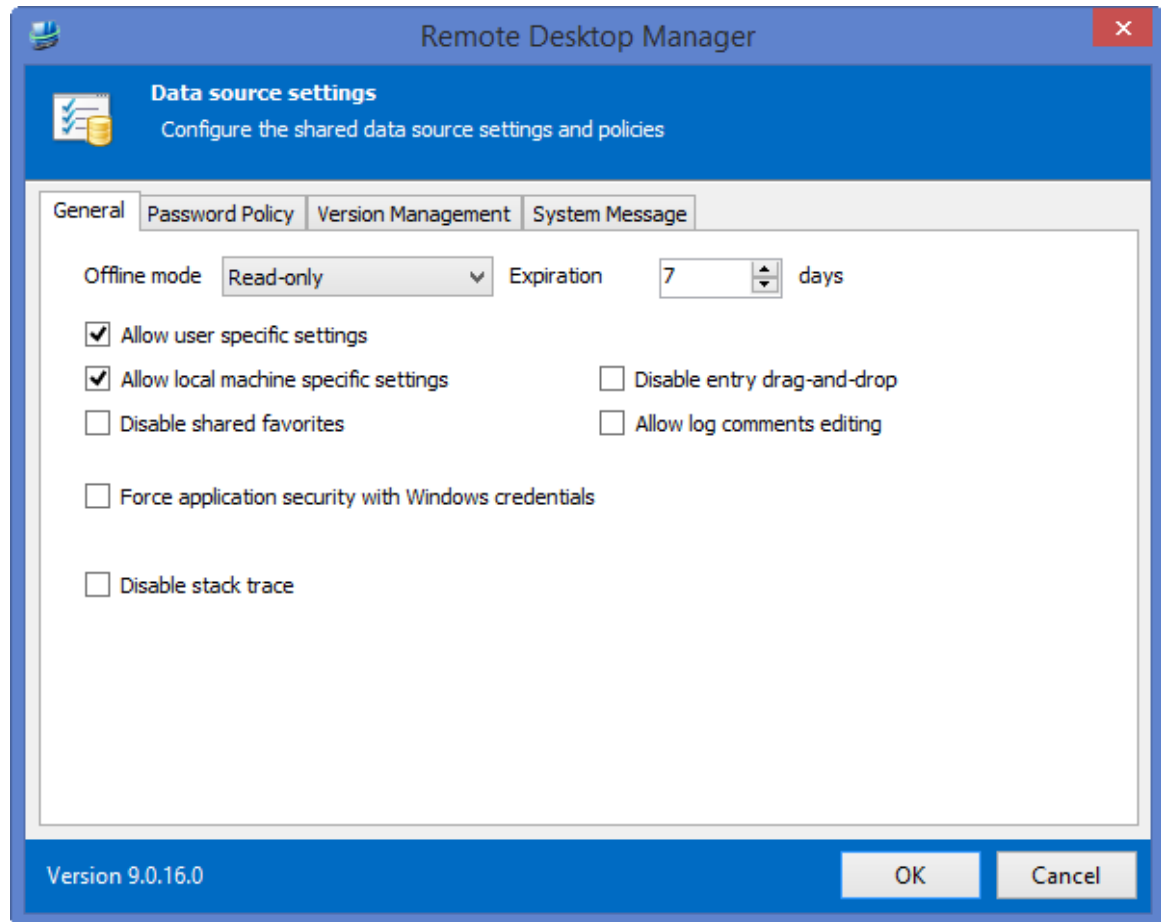 Remote Desktop Manager
Data source settings
Configure the shared data source settings and policies
General Password Policy Version Management System Message
Offline mode Read-only Expiration 7 days
Allow user specific settings
Allow local machine specific settings Disable entry drag-and-drop
Disable shared favorites Allow log comments editing
Force application security with Windows credentials
Disable stack trace
Version 9.0.16.0 OK Cancel